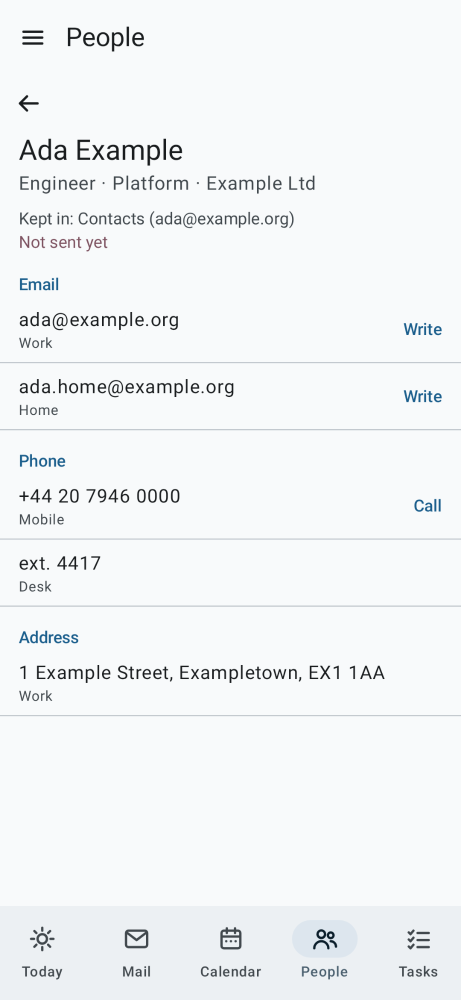 People
Ada Example
Engineer · Platform · Example Ltd
Kept in: Contacts (ada@example.org)
Not sent yet
Email
ada@example.org
Write
Work
ada.home@example.org
Write
Home
Phone
+44 20 7946 0000
Call
Mobile
ext. 4417
Desk
Address
1 Example Street, Exampletown, EX1 1AA
Work
Today
Mail
Calendar
People
Tasks